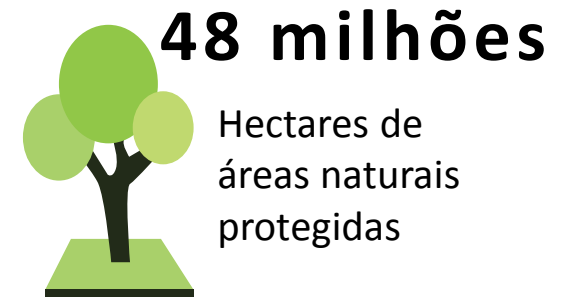 48 milhões
Hectares de
áreas naturais
protegidas